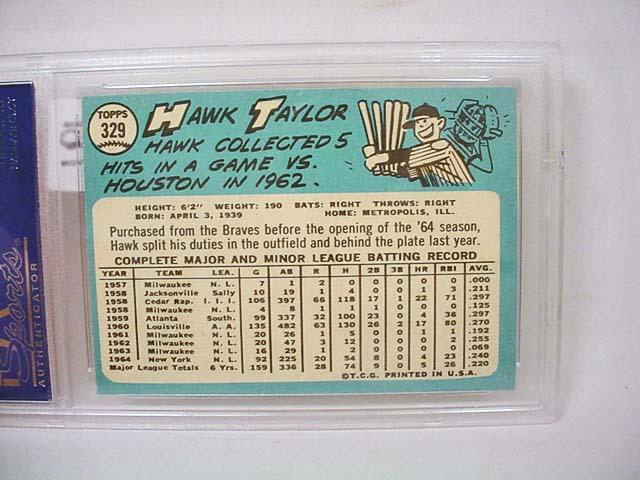 TOPPS
329
HAWK TAYLOR
HAWK COLLECTED 5
HITS IN A GAME VS.
HOUSTON IN 1962.
HEIGHT: 6'2" WEIGHT: 190 BATS: RIGHT THROWS: RIGHT
BORN: APRIL 3, 1939 HOME: METROPOLIS, ILL.
Purchased from the Braves before the opening of the '64 season,
Hawk split his duties in the outfield and behind the plate last year.
COMPLETE MAJOR AND MINOR LEAGUE BATTING RECORD
YEAR TEAM LEA. G AB R H 2B 3B HR RBI AVG.
1957 Milwaukee N. L. 7 1 2 0 0 0 0 0 .000
1958 Jacksonville Sally 10 19 1 4 0 0 1 3 .211
1958 Cedar Rap. I. I. I. 106 397 66 118 17 1 22 71 .297
1958 Milwaukee N. L. 4 8 1 1 1 0 0 0 .125
1959 Atlanta South. 99 337 32 100 23 0 4 36 .297
1960 Louisville A. A. 135 482 63 130 26 2 17 80 .270
1961 Milwaukee N. L. 20 26 1 5 0 0 1 1 .192
1962 Milwaukee N. L. 20 47 3 12 0 0 0 2 .255
1963 Milwaukee N. L. 16 29 1 2 0 0 0 0 .069
1964 New York N. L. 92 225 20 54 8 0 4 23 .240
Major League Totals 6 Yrs. 159 336 28 74 9 0 5 26 .220
©T.C.G. PRINTED IN U.S.A.
Sports
AUTHENTICATOR